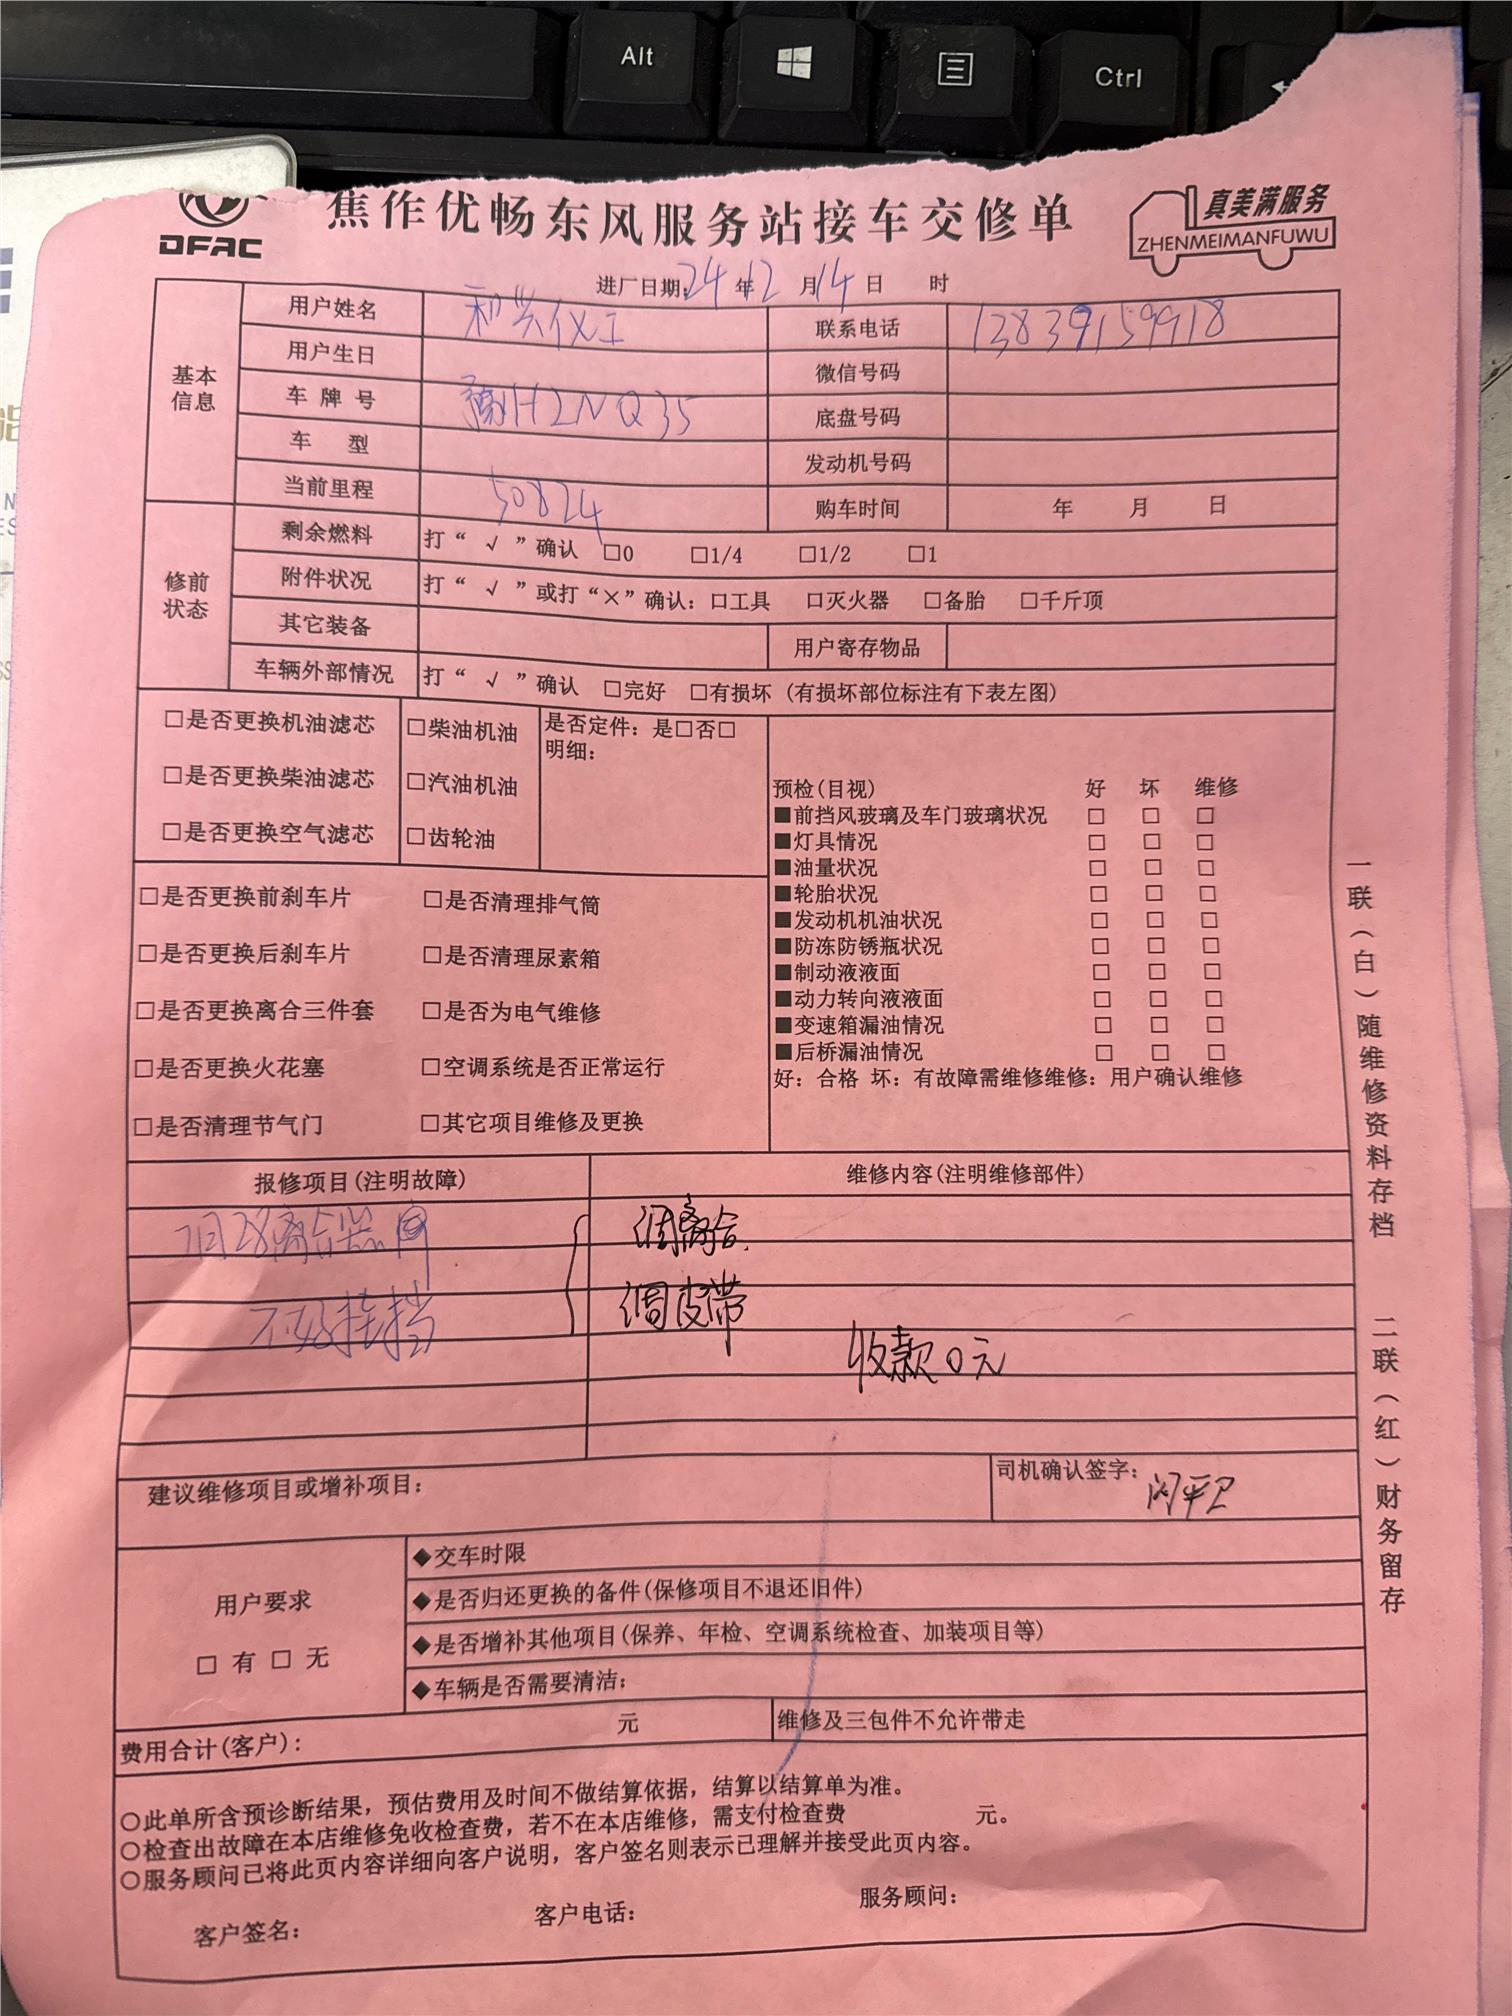 Alt
Ctrl
DFAC
焦作优畅东风服务站接车交修单
真美满服务
ZHENMEIMANFUWU
进厂日期:24年12月14日 时
基本信息
用户姓名 和兴化工 联系电话 13839159918
用户生日 微信号码
车牌号 豫H2NQ35 底盘号码
车型 发动机号码
当前里程 50824 购车时间 年 月 日
修前状态
剩余燃料 打“√”确认 □0 □1/4 □1/2 □1
附件状况 打“√”或打“×”确认:□工具 □灭火器 □备胎 □千斤顶
其它装备 用户寄存物品
车辆外部情况 打“√”确认 □完好 □有损坏 (有损坏部位标注有下表左图)
□是否更换机油滤芯 □柴油机油 是否定件:是□否□
明细:
□是否更换柴油滤芯 □汽油机油
□是否更换空气滤芯 □齿轮油
□是否更换前刹车片 □是否清理排气筒
□是否更换后刹车片 □是否清理尿素箱
□是否更换离合三件套 □是否为电气维修
□是否更换火花塞 □空调系统是否正常运行
□是否清理节气门 □其它项目维修及更换
预检(目视) 好 坏 维修
■前挡风玻璃及车门玻璃状况 □ □ □
■灯具情况 □ □ □
■油量状况 □ □ □
■轮胎状况 □ □ □
■发动机机油状况 □ □ □
■防冻防锈瓶状况 □ □ □
■制动液液面 □ □ □
■动力转向液液面 □ □ □
■变速箱漏油情况 □ □ □
■后桥漏油情况 □ □ □
好:合格 坏:有故障需维修维修:用户确认维修
报修项目(注明故障) 维修内容(注明维修部件)
7月28离合器 调离合
不好挂挡 调皮带
收款0元
建议维修项目或增补项目: 司机确认签字:
用户要求
□ 有 □ 无
◆交车时限
◆是否归还更换的备件(保修项目不退还旧件)
◆是否增补其他项目(保养、年检、空调系统检查、加装项目等)
◆车辆是否需要清洁:
费用合计(客户): 元 维修及三包件不允许带走
○此单所含预诊断结果，预估费用及时间不做结算依据，结算以结算单为准。
○检查出故障在本店维修免收检查费，若不在本店维修，需支付检查费 元。
○服务顾问已将此页内容详细向客户说明，客户签名则表示已理解并接受此页内容。
客户签名: 客户电话: 服务顾问:
一联（白）随维修资料存档 二联（红）财务留存